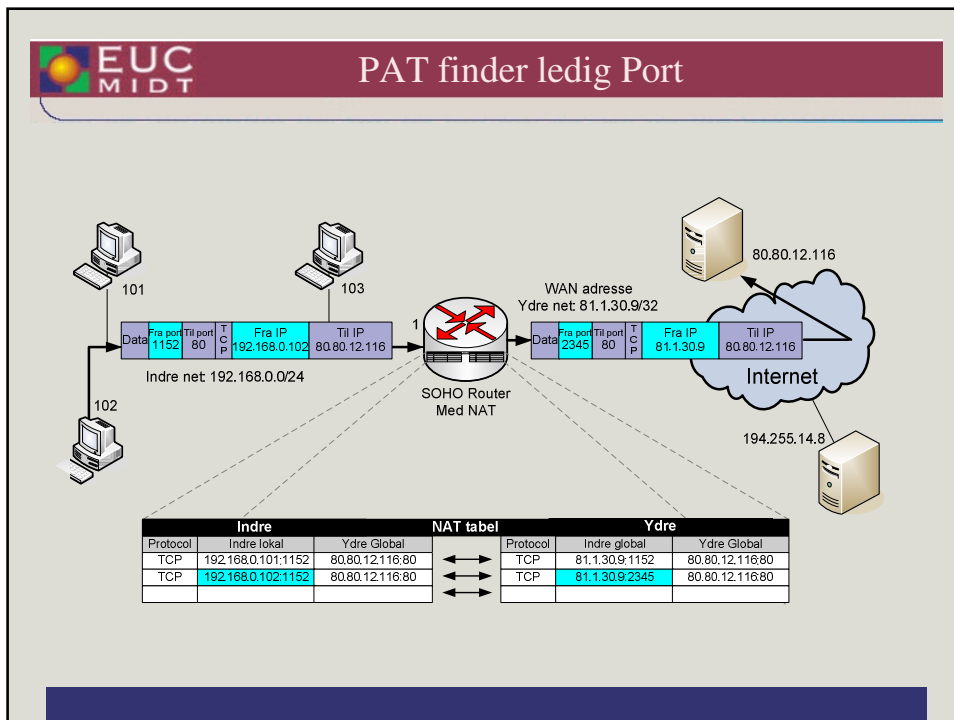 EUC
MIDT
PAT finder ledig Port
101
103
80.80.12.116
WAN adresse
Ydre net: 81.1.30.9/32
1
Data
Fra port
1152
Til port
80
T
C
P
Fra IP
192.168.0.102
Til IP
80.80.12.116
Data
Fra port
2345
Til port
80
T
C
P
Fra IP
81.1.30.9
Til IP
80.80.12.116
Indre net: 192.168.0.0/24
Internet
SOHO Router
Med NAT
102
194.255.14.8
Indre NAT tabel Ydre
Protocol Indre lokal Ydre Global Protocol Indre global Ydre Global
TCP 192.168.0.101:1152 80.80.12.116:80 TCP 81.1.30.9:1152 80.80.12.116:80
TCP 192.168.0.102:1152 80.80.12.116:80 TCP 81.1.30.9:2345 80.80.12.116:80